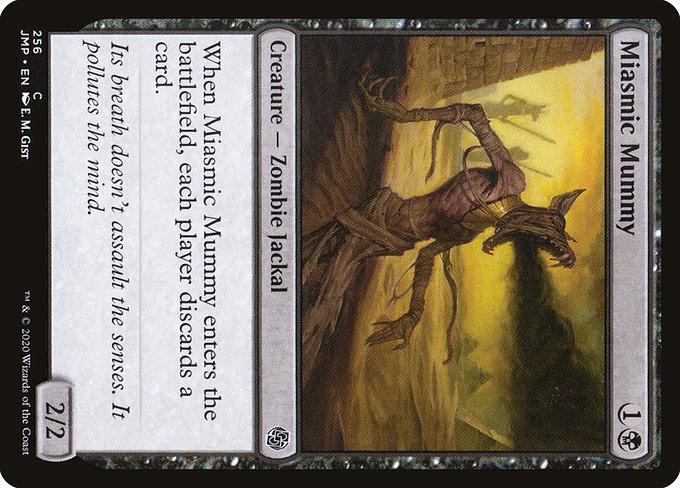 Miasmic Mummy
1
Creature — Zombie Jackal
When Miasmic Mummy enters the
battlefield, each player discards a
card.
Its breath doesn't assault the senses. It
pollutes the mind.
2/2
256 C
JMP • EN E. M. Gist
™ & © 2020 Wizards of the Coast